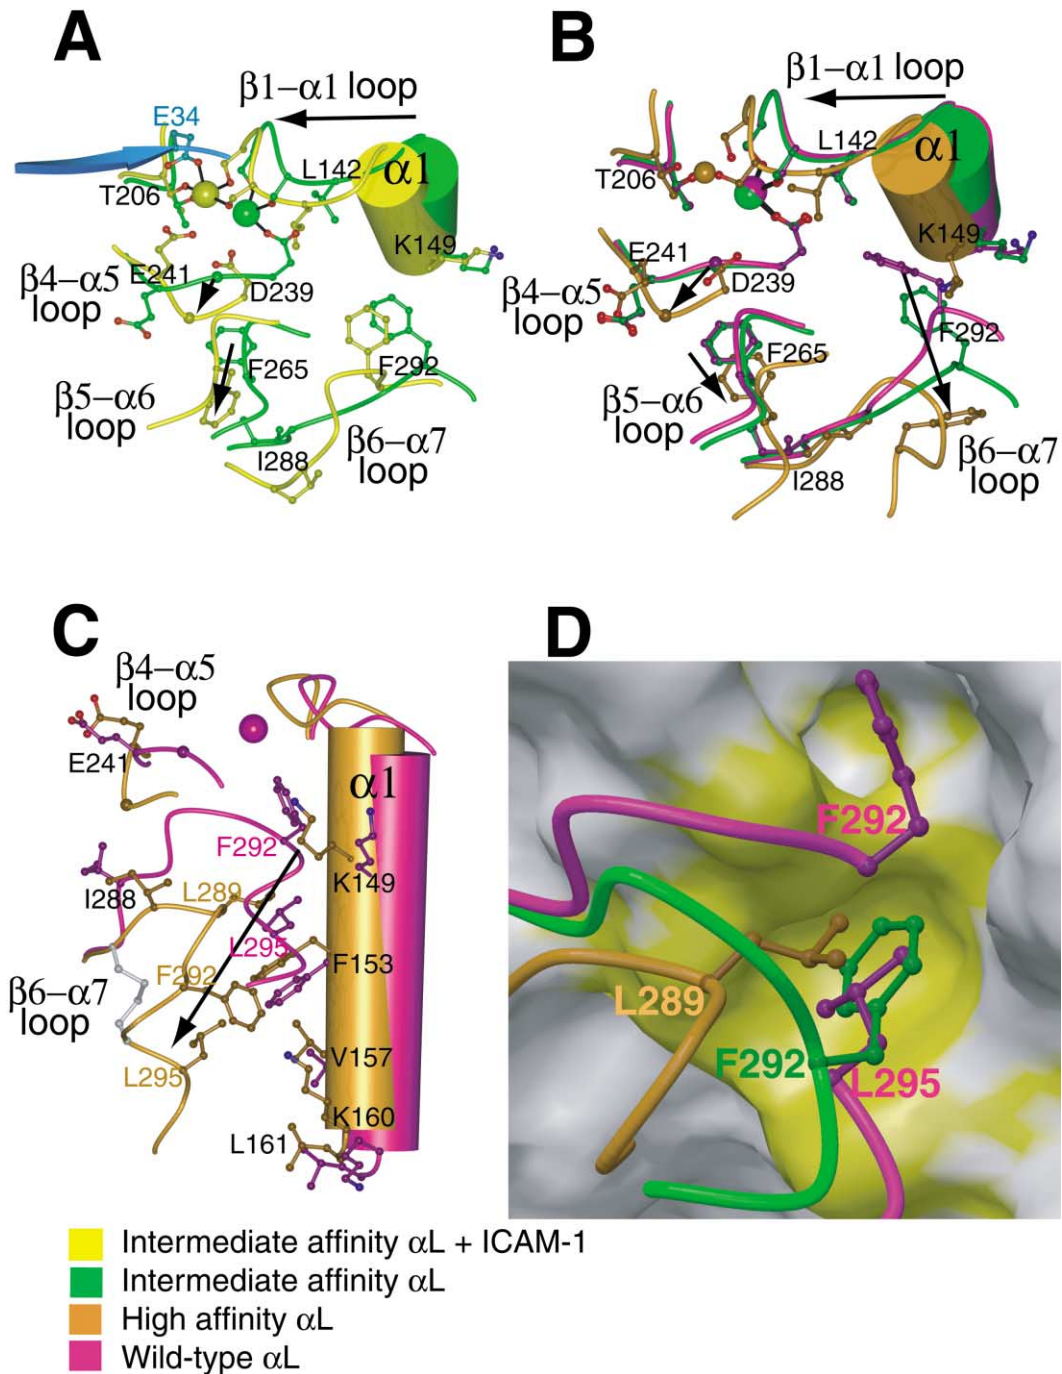 A
β1–α1 loop
E34
L142
α1
T206
K149
E241
β4–α5
loop
D239
F265
F292
β5–α6
loop
I288
β6–α7
loop
B
β1–α1 loop
L142
α1
T206
K149
E241
β4–α5
loop
D239
F292
F265
β5–α6
loop
I288
β6–α7
loop
C
β4–α5
loop
E241
α1
F292
K149
I288
L289
L295
F153
F292
β6–α7
loop
V157
L295
K160
L161
D
F292
L289
F292
L295
Intermediate affinity αL + ICAM-1
Intermediate affinity αL
High affinity αL
Wild-type αL